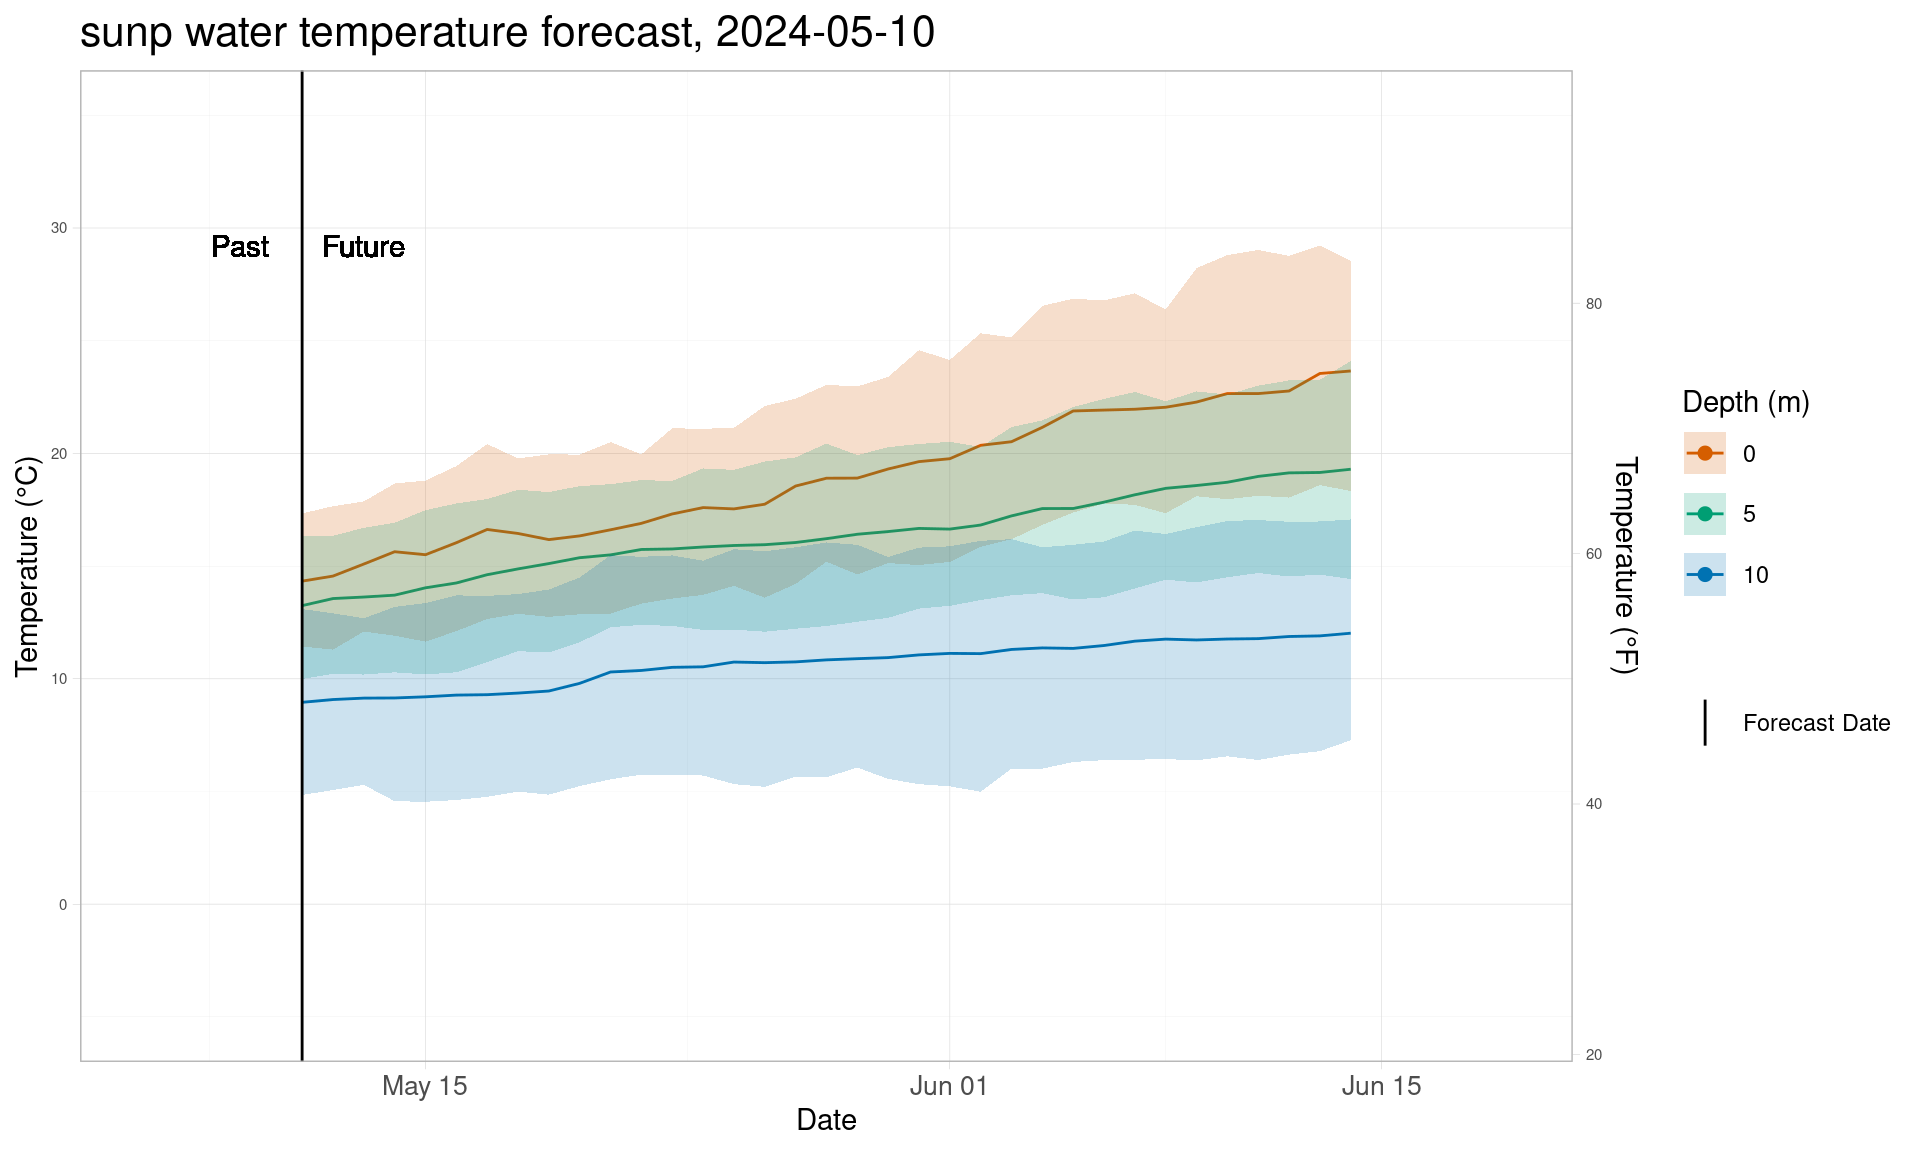 sunp water temperature forecast, 2024-05-10
Past
Future
30
20
10
0
Temperature (°C)
80
60
40
20
Temperature (°F)
May 15
Jun 01
Jun 15
Date
Depth (m)
0
5
10
Forecast Date